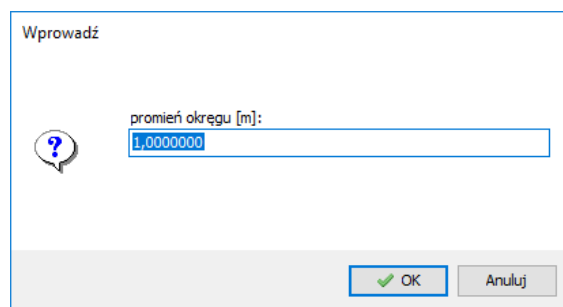 Wprowadź
promień okręgu [m]:
1,0000000
OK
Anuluj